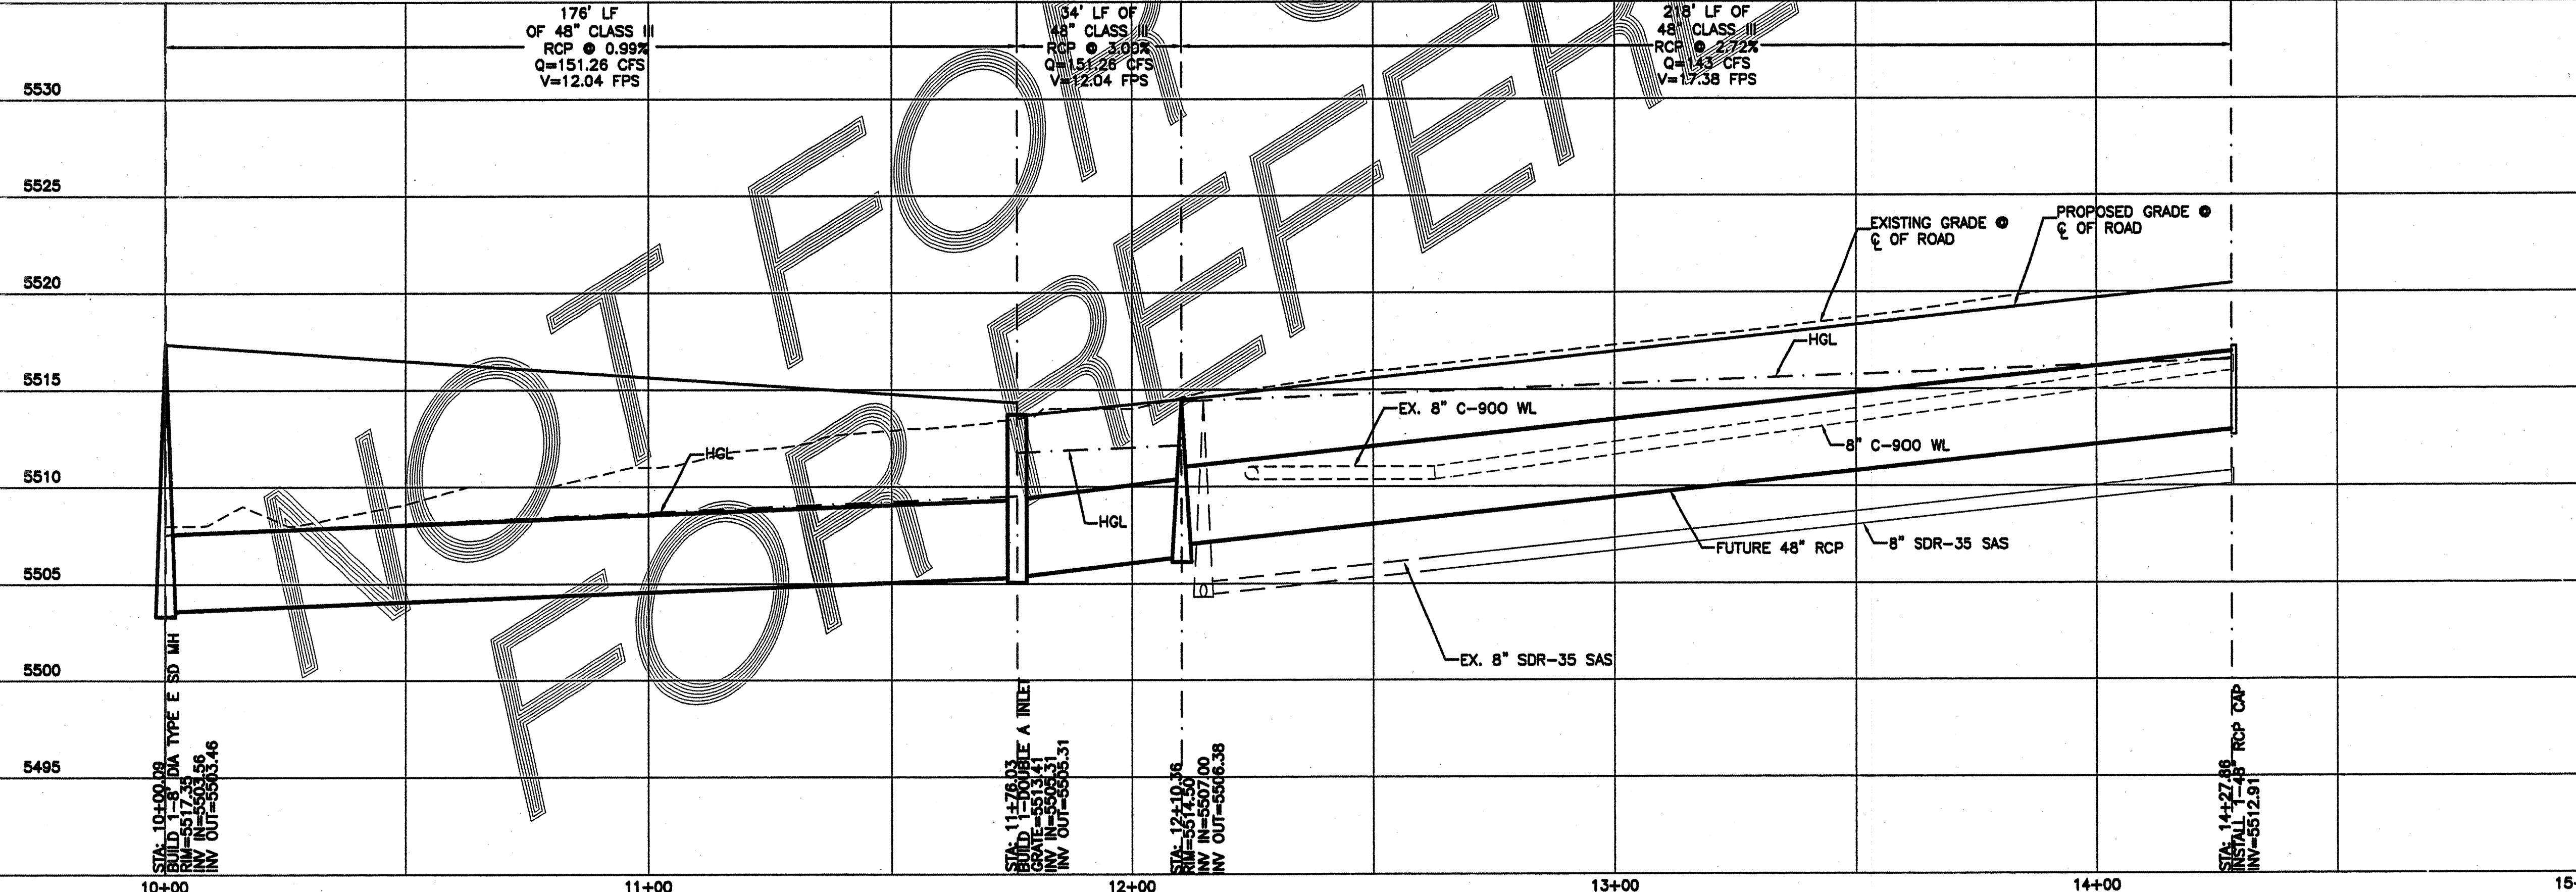 176' LF
OF 48" CLASS III
RCP @ 0.99%
Q=151.26 CFS
V=12.04 FPS
34' LF OF
48" CLASS III
RCP @ 3.00%
Q=151.26 CFS
V=12.04 FPS
218' LF OF
48" CLASS III
RCP @ 2.72%
Q=143 CFS
V=17.38 FPS
5530
5525
5520
5515
5510
5505
5500
5495
NOT FOR
FOR REFER
EXISTING GRADE @
℄ OF ROAD
PROPOSED GRADE @
℄ OF ROAD
HGL
EX. 8" C-900 WL
8" C-900 WL
HGL
HGL
FUTURE 48" RCP
8" SDR-35 SAS
EX. 8" SDR-35 SAS
STA: 10+00.09
BUILD 1-8' DIA TYPE E SD MH
RIM=5517.35
INV IN=5503.56
INV OUT=5503.46
STA: 11+76.03
BUILD 1-DOUBLE A INLET
GRATE=5513.41
INV IN=5505.31
INV OUT=5505.31
STA: 12+10.36
RIM=5514.50
INV IN=5507.00
INV OUT=5506.38
STA: 14+27.86
INSTALL 1-48" RCP CAP
INV=5512.91
10+00
11+00
12+00
13+00
14+00